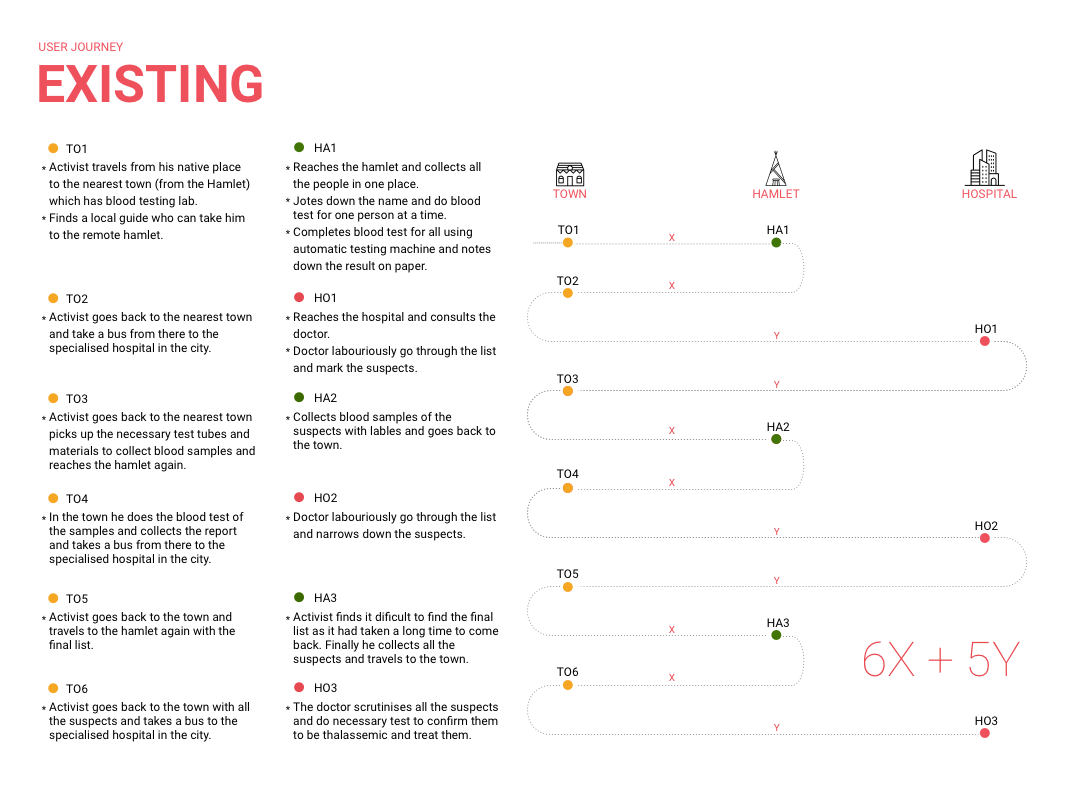 USER JOURNEY
EXISTING
TO1
* Activist travels from his native place
to the nearest town (from the Hamlet)
which has blood testing lab.
* Finds a local guide who can take him
to the remote hamlet.
HA1
* Reaches the hamlet and collects all
the people in one place.
* Jotes down the name and do blood
test for one person at a time.
* Completes blood test for all using
automatic testing machine and notes
down the result on paper.
TO2
* Activist goes back to the nearest town
and take a bus from there to the
specialised hospital in the city.
HO1
* Reaches the hospital and consults the
doctor.
* Doctor labouriously go through the list
and mark the suspects.
TO3
* Activist goes back to the nearest town
picks up the necessary test tubes and
materials to collect blood samples and
reaches the hamlet again.
HA2
* Collects blood samples of the
suspects with lables and goes back to
the town.
TO4
* In the town he does the blood test of
the samples and collects the report
and takes a bus from there to the
specialised hospital in the city.
HO2
* Doctor labouriously go through the list
and narrows down the suspects.
TO5
* Activist goes back to the town and
travels to the hamlet again with the
final list.
HA3
* Activist finds it dificult to find the final
list as it had taken a long time to come
back. Finally he collects all the
suspects and travels to the town.
TO6
* Activist goes back to the town with all
the suspects and takes a bus to the
specialised hospital in the city.
HO3
* The doctor scrutinises all the suspects
and do necessary test to confirm them
to be thalassemic and treat them.
TOWN
HAMLET
HOSPITAL
TO1
X
HA1
TO2
X
Y
HO1
TO3
Y
X
HA2
TO4
X
Y
HO2
TO5
Y
X
HA3
6X + 5Y
TO6
X
Y
HO3